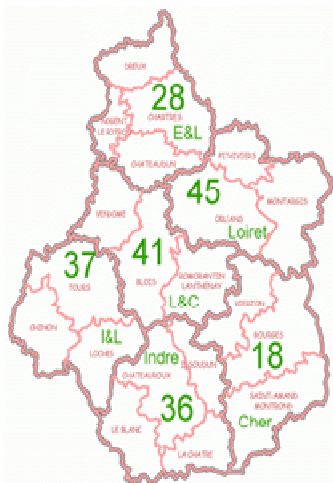 DREUX
28
CHARTRES
NOGENT
LE ROTROU
E&L
CHATEAUDUN
PITHIVIERS
45
MONTARGIS
ORLEANS
Loiret
VENDOME
41
37
BLOIS
TOURS
ROMORANTIN
LANTHENAY
L&C
VIERZON
CHINON
I&L
LOCHES
BOURGES
18
Indre
ISSOUDUN
CHATEAUROUX
36
SAINT-AMAND
MONTROND
Cher
LE BLANC
LA CHATRE